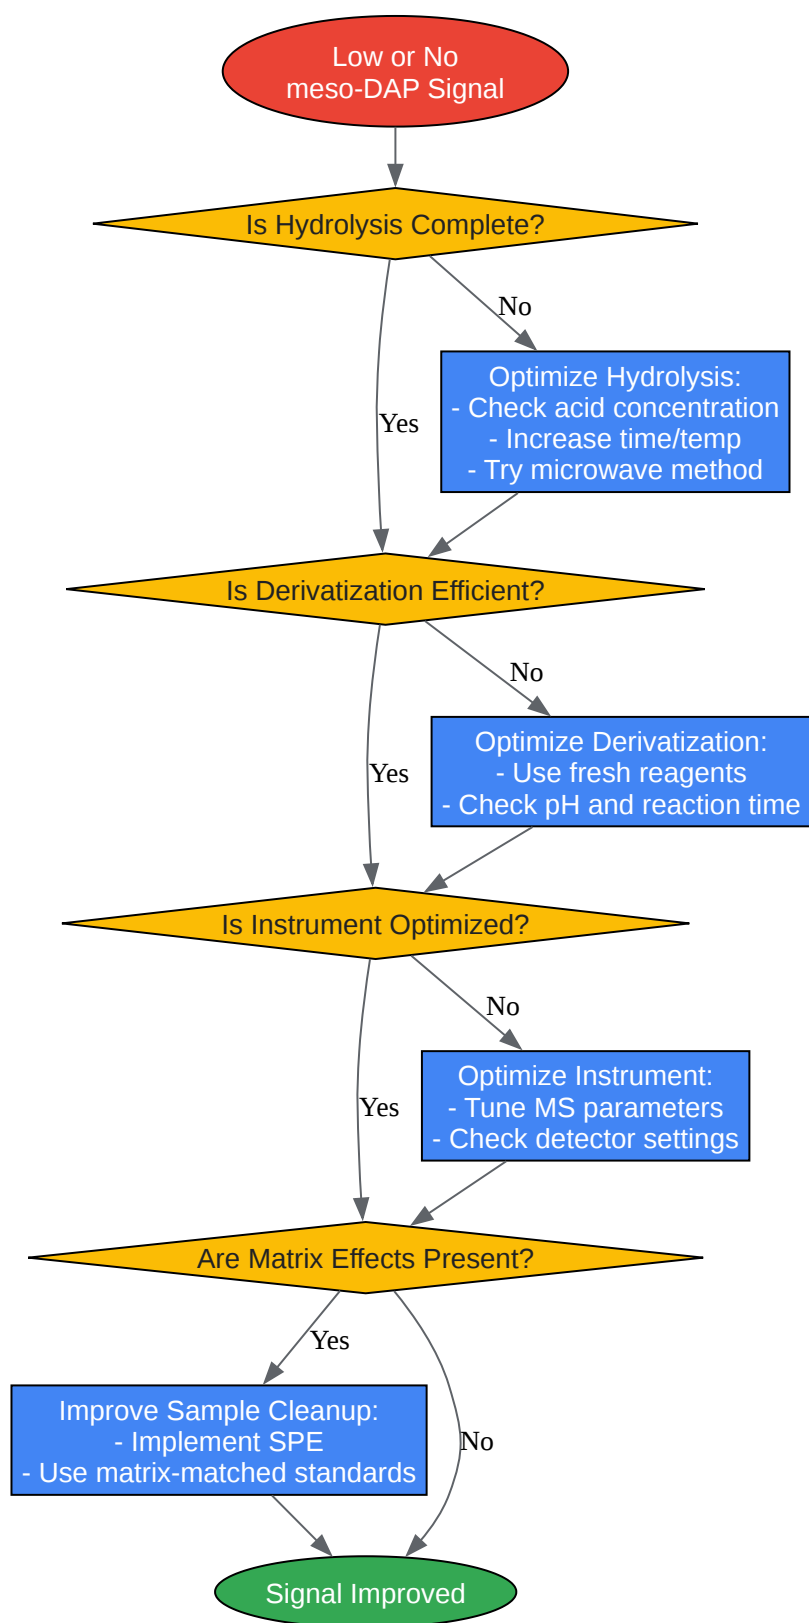 Low or No
meso-DAP Signal
Is Hydrolysis Complete?
No
Optimize Hydrolysis:
- Check acid concentration
- Increase time/temp
- Try microwave method
Yes
Is Derivatization Efficient?
No
Optimize Derivatization:
- Use fresh reagents
- Check pH and reaction time
Yes
Is Instrument Optimized?
No
Optimize Instrument:
- Tune MS parameters
- Check detector settings
Yes
Are Matrix Effects Present?
Yes
Improve Sample Cleanup:
- Implement SPE
- Use matrix-matched standards
No
Signal Improved